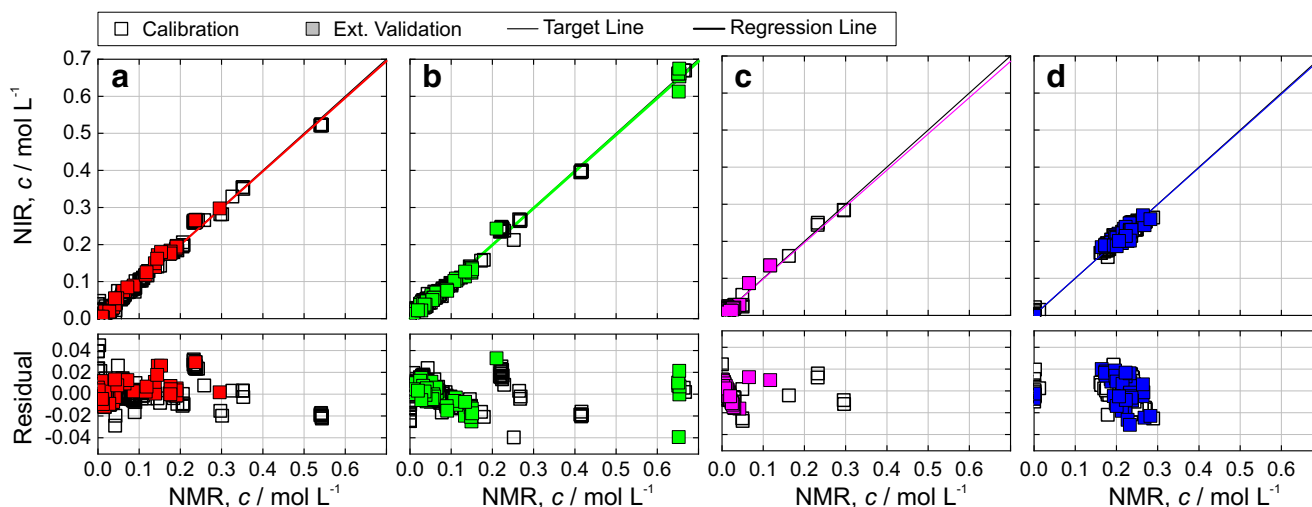 Calibration Ext. Validation Target Line Regression Line
a b c d
0.7
0.6
0.5
0.4
0.3
0.2
0.1
0.0
NIR, c / mol L⁻¹
0.04
0.02
0.00
-0.02
-0.04
Residual
0.0 0.1 0.2 0.3 0.4 0.5 0.6 0.0 0.1 0.2 0.3 0.4 0.5 0.6 0.0 0.1 0.2 0.3 0.4 0.5 0.6 0.0 0.1 0.2 0.3 0.4 0.5 0.6
NMR, c / mol L⁻¹ NMR, c / mol L⁻¹ NMR, c / mol L⁻¹ NMR, c / mol L⁻¹